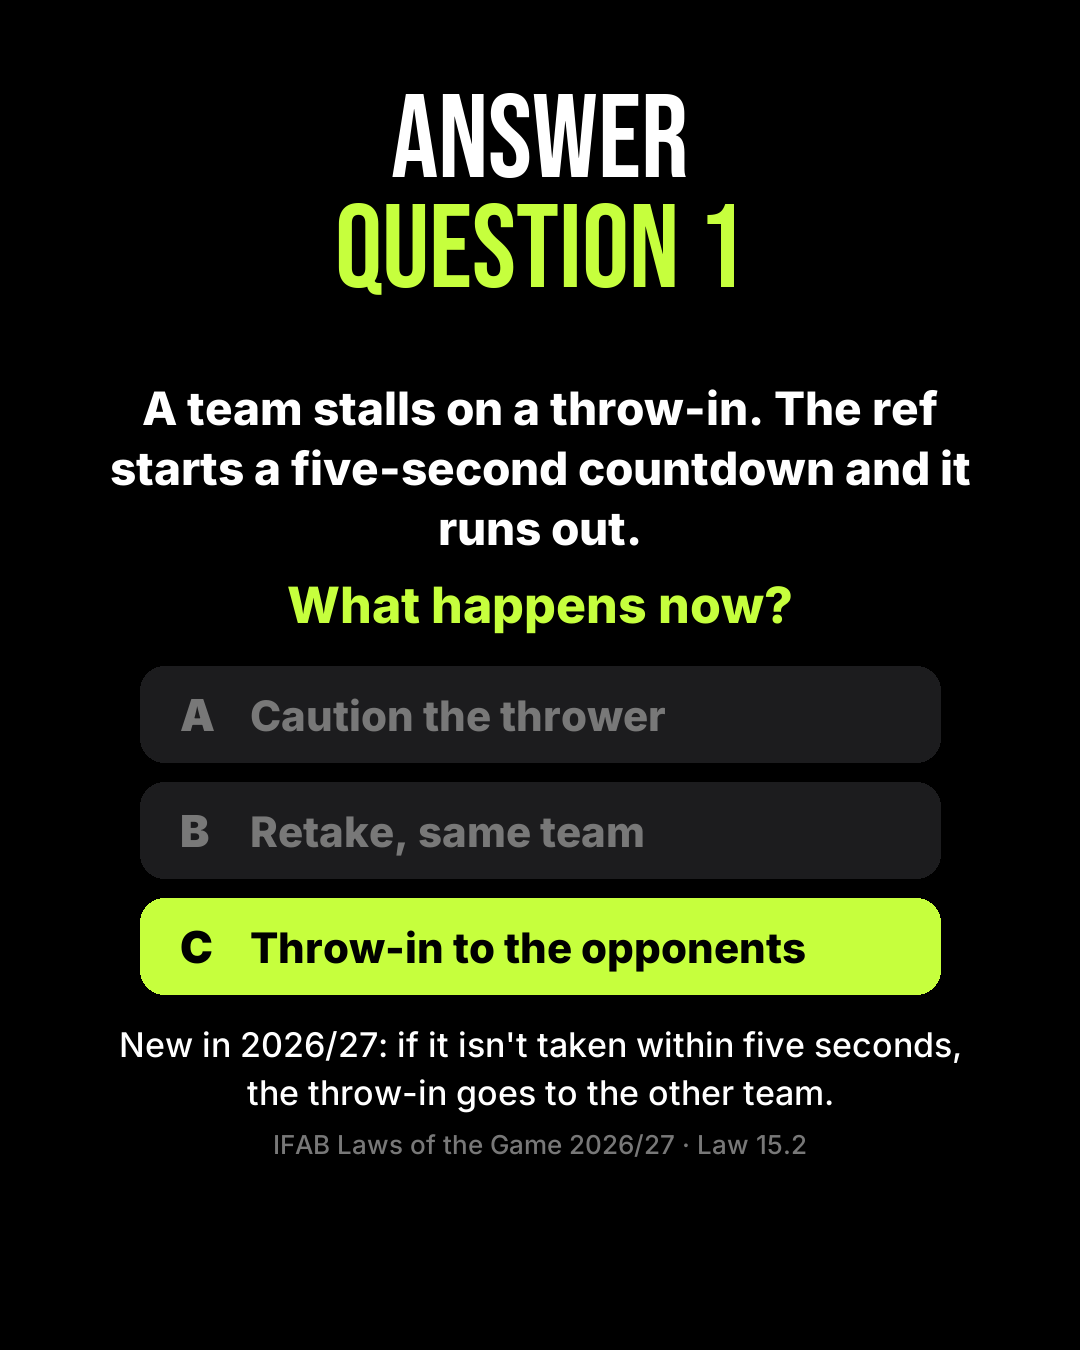 ANSWER
QUESTION 1
A team stalls on a throw-in. The ref
starts a five-second countdown and it
runs out.
What happens now?
A Caution the thrower
B Retake, same team
C Throw-in to the opponents
New in 2026/27: if it isn't taken within five seconds,
the throw-in goes to the other team.
IFAB Laws of the Game 2026/27 · Law 15.2